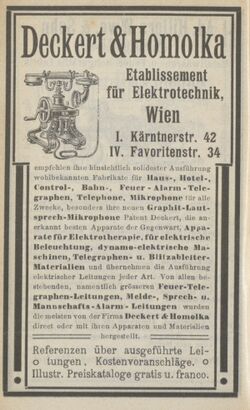 Deckert & Homolka
Etablissement
für Elektrotechnik,
Wien
I. Kärntnerstr. 42
IV. Favoritenstr. 34
empfehlen ihre hinsichtlich solidester Ausführung
wohlbekannten Fabrikate für Haus-, Hotel-,
Control-, Bahn-, Feuer-Alarm-Tele-
graphen, Telephone, Mikrophone für alle
Zwecke, besonders ihre neuen Graphit-Laut-
sprech-Mikrophone Patent Deckert, die an-
erkannt besten Apparate der Gegenwart, Appa-
rate für Elektrotherapie, für elektrische
Beleuchtung, dynamo-elektrische Ma-
schinen, Telegraphen- u. Blitzableiter-
Materialien und übernehmen die Ausführung
elektrischer Leitungen jeder Art. Von allen be-
stehenden, namentlich grösseren Feuer-Tele-
graphen-Leitungen, Melde-, Sprech- u.
Mannschafts-Alarm-Leitungen wurden
die meisten von der Firma Deckert & Homolka
direkt oder mit ihren Apparaten und Materialien
hergestellt.
Referenzen über ausgeführte Lei-
tungen, Kostenvoranschläge.
Illustr. Preiskataloge gratis u. franco.